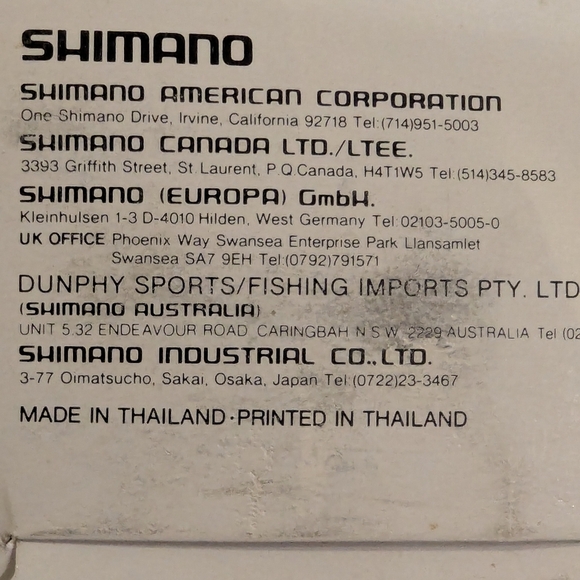 SHIMANO
SHIMANO AMERICAN CORPORATION
One Shimano Drive, Irvine, California 92718 Tel:(714)951-5003
SHIMANO CANADA LTD./LTEE.
3393 Griffith Street, St. Laurent, P.Q.Canada, H4T1W5 Tel:(514)345-8583
SHIMANO (EUROPA) GmbH.
Kleinhulsen 1-3 D-4010 Hilden, West Germany Tel:02103-5005-0
UK OFFICE Phoenix Way Swansea Enterprise Park Llansamlet
Swansea SA7 9EH Tel:(0792)791571
DUNPHY SPORTS/FISHING IMPORTS PTY. LTD
(SHIMANO AUSTRALIA)
UNIT 5.32 ENDEAVOUR ROAD CARINGBAH N S W 2229 AUSTRALIA Tel (02
SHIMANO INDUSTRIAL CO.,LTD.
3-77 Oimatsucho, Sakai, Osaka, Japan Tel:(0722)23-3467
MADE IN THAILAND·PRINTED IN THAILAND